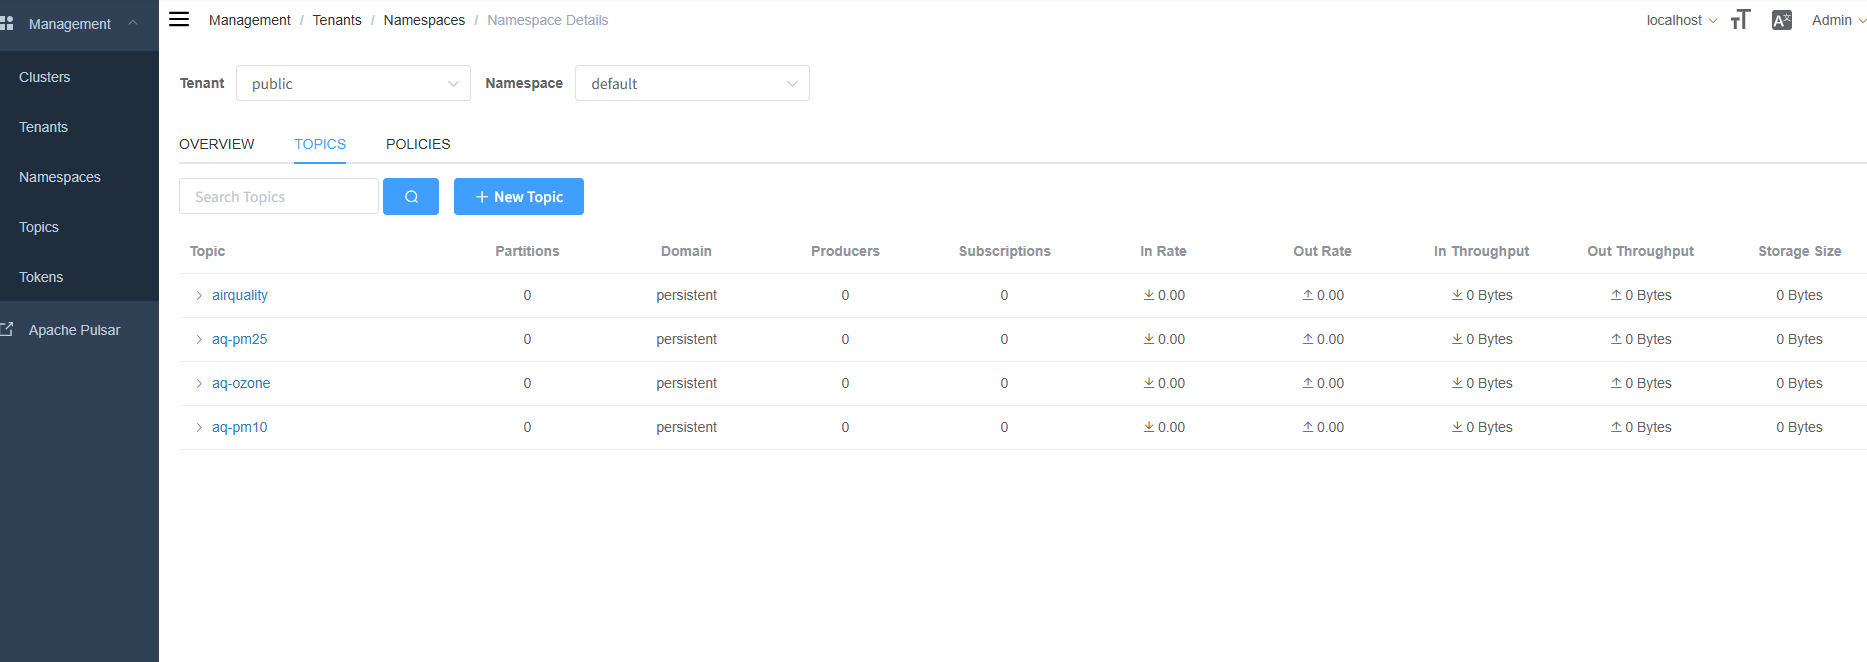 Management
Clusters
Tenants
Namespaces
Topics
Tokens
Apache Pulsar
Management / Tenants / Namespaces / Namespace Details
localhost
Admin
Tenant public Namespace default
OVERVIEW TOPICS POLICIES
Search Topics
+ New Topic
Topic Partitions Domain Producers Subscriptions In Rate Out Rate In Throughput Out Throughput Storage Size
airquality 0 persistent 0 0 0.00 0.00 0 Bytes 0 Bytes 0 Bytes
aq-pm25 0 persistent 0 0 0.00 0.00 0 Bytes 0 Bytes 0 Bytes
aq-ozone 0 persistent 0 0 0.00 0.00 0 Bytes 0 Bytes 0 Bytes
aq-pm10 0 persistent 0 0 0.00 0.00 0 Bytes 0 Bytes 0 Bytes